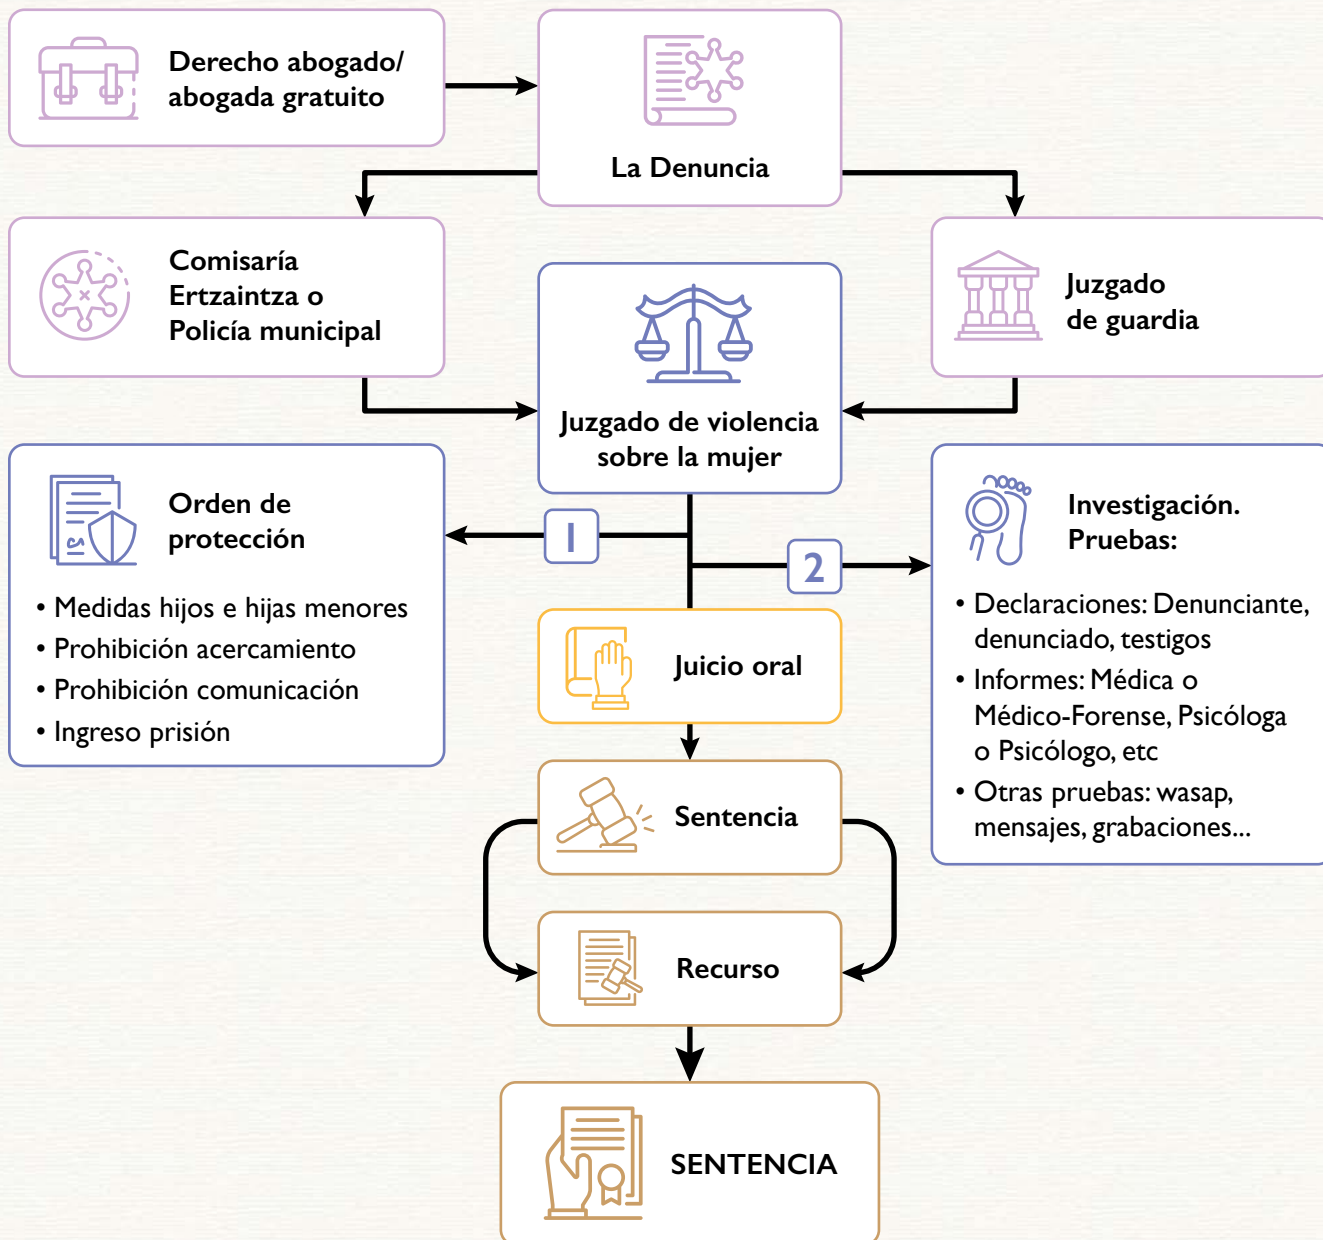 Derecho abogado/
abogada gratuito
La Denuncia
Comisaría
Ertzaintza o
Policía municipal
Juzgado
de guardia
Juzgado de violencia
sobre la mujer
Orden de
protección
• Medidas hijos e hijas menores
• Prohibición acercamiento
• Prohibición comunicación
• Ingreso prisión
1
2
Investigación.
Pruebas:
• Declaraciones: Denunciante,
denunciado, testigos
• Informes: Médica o
Médico-Forense, Psicóloga
o Psicólogo, etc
• Otras pruebas: wasap,
mensajes, grabaciones...
Juicio oral
Sentencia
Recurso
SENTENCIA